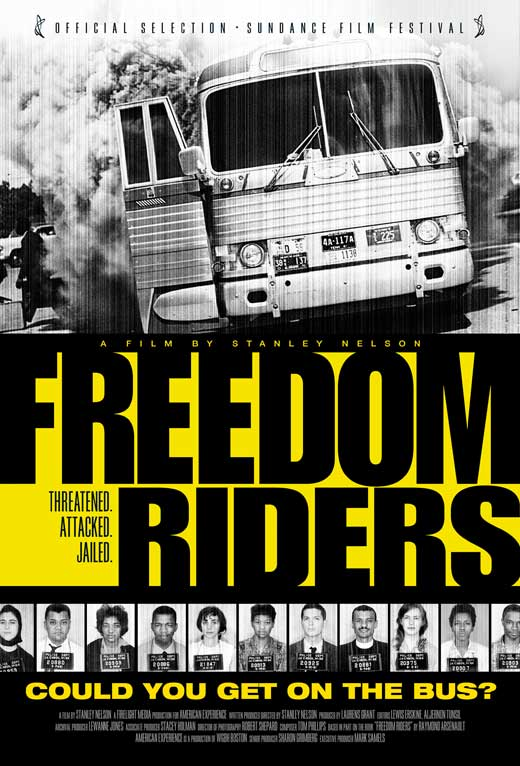 OFFICIAL SELECTION · SUNDANCE FILM FESTIVAL
4A-117A
A FILM BY STANLEY NELSON
FREEDOM
RIDERS
THREATENED.
ATTACKED.
JAILED.
COULD YOU GET ON THE BUS?
A FILM BY STANLEY NELSON A FIRELIGHT MEDIA PRODUCTION FOR AMERICAN EXPERIENCE WRITTEN PRODUCED DIRECTED BY STANLEY NELSON PRODUCED BY LAURENS GRANT EDITORS LEWIS ERSKINE ALJERNON TUNSIL
ARCHIVAL PRODUCER LEWANNE JONES ASSOCIATE PRODUCER STACEY HOLMAN DIRECTOR OF PHOTOGRAPHY ROBERT SHEPARD COMPOSER TOM PHILLIPS BASED IN PART ON THE BOOK "FREEDOM RIDERS" BY RAYMOND ARSENAULT
AMERICAN EXPERIENCE IS A PRODUCTION OF WGBH BOSTON SENIOR PRODUCER SHARON GRIMBERG EXECUTIVE PRODUCER MARK SAMELS